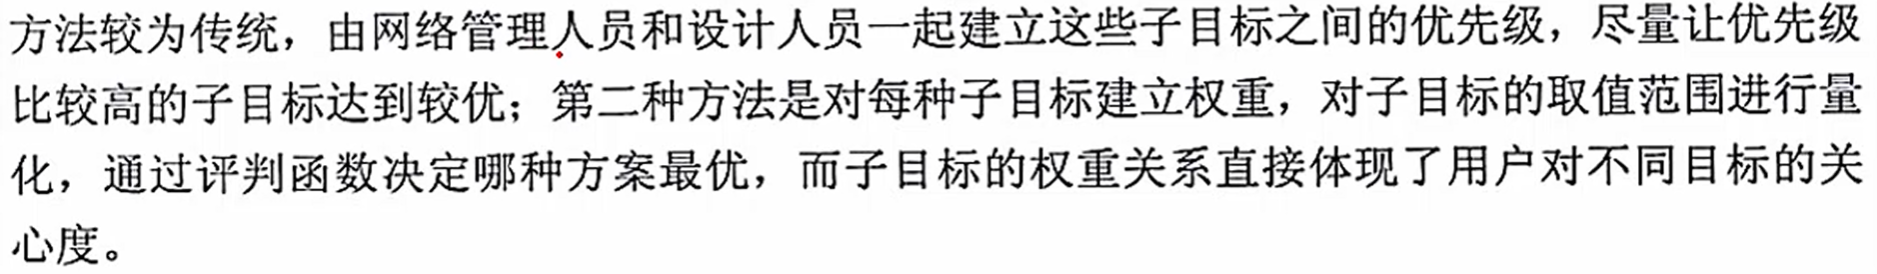 方法较为传统，由网络管理人员和设计人员一起建立这些子目标之间的优先级，尽量让优先级
比较高的子目标达到较优；第二种方法是对每种子目标建立权重，对子目标的取值范围进行量
化，通过评判函数决定哪种方案最优，而子目标的权重关系直接体现了用户对不同目标的关
心度。